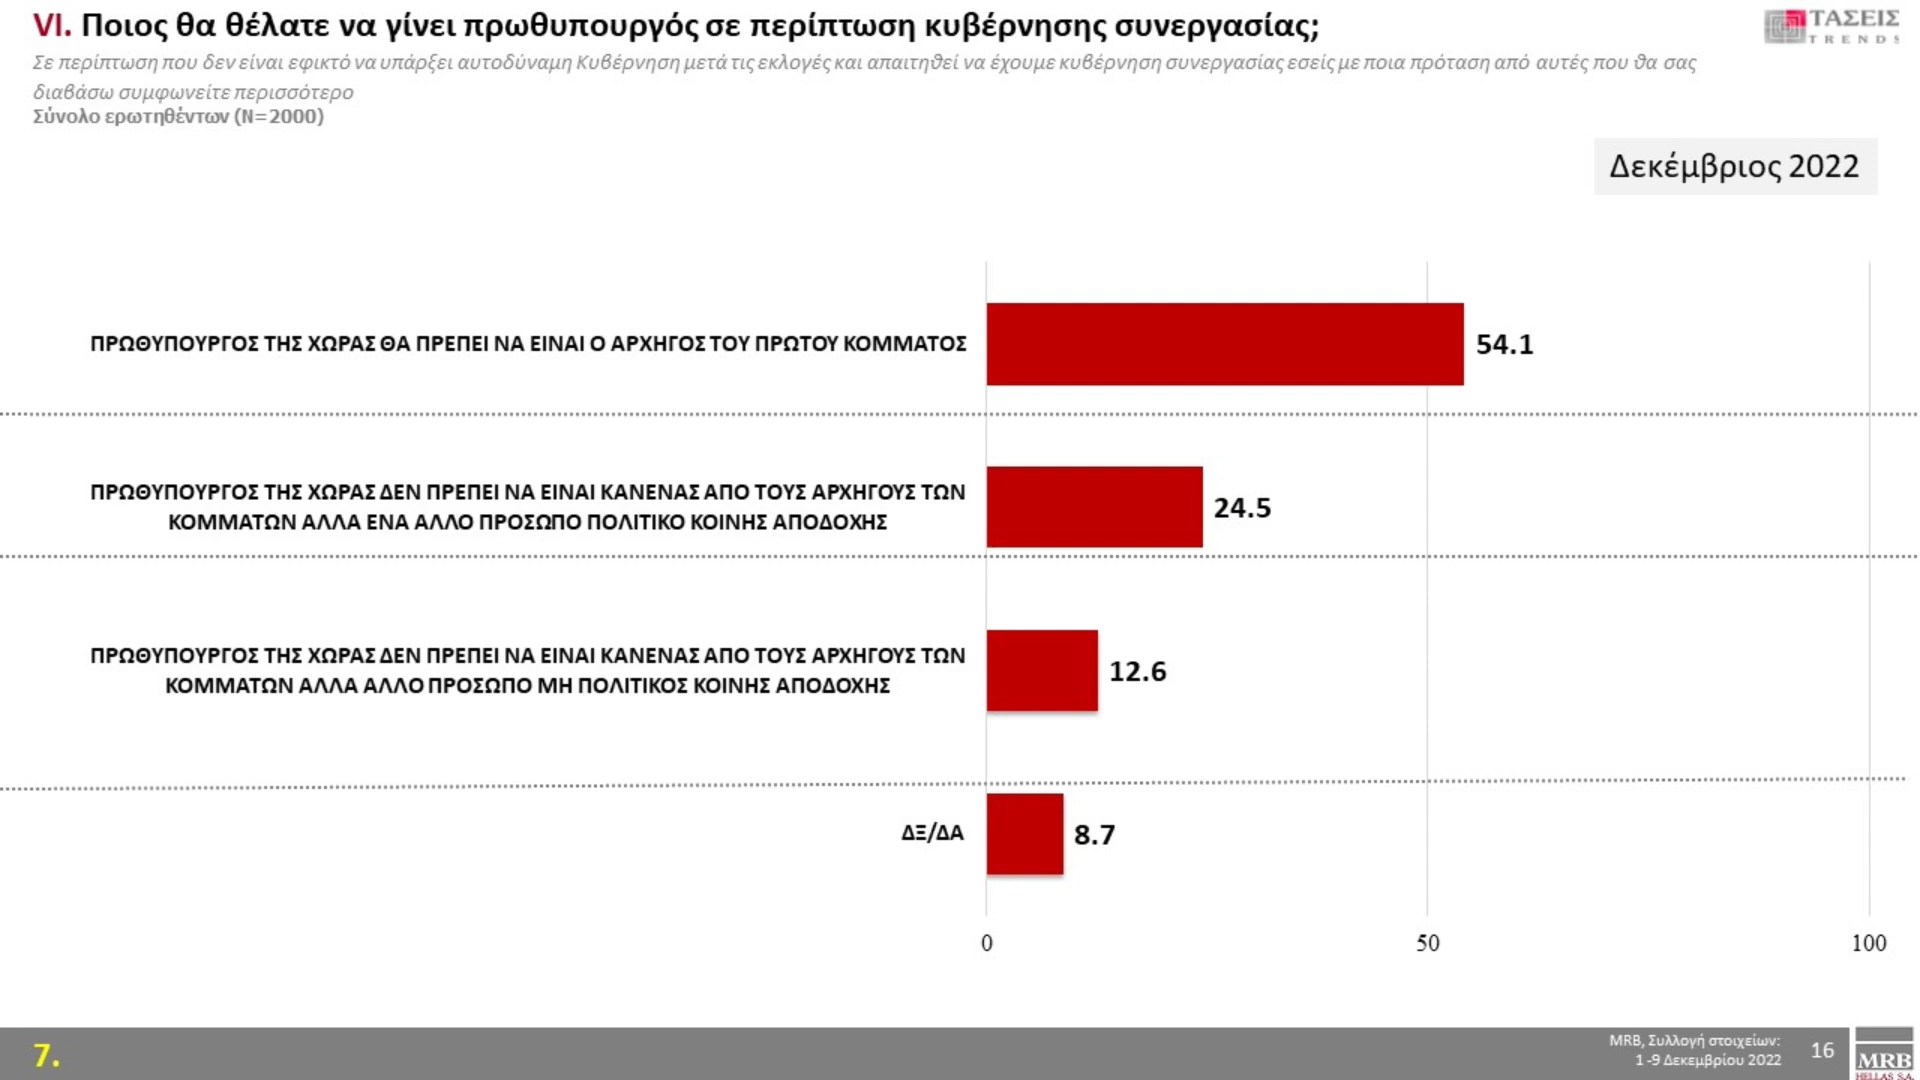 VI. Ποιος θα θέλατε να γίνει πρωθυπουργός σε περίπτωση κυβέρνησης συνεργασίας;
ΤΑΣΕΙΣ
TRENDS
Σε περίπτωση που δεν είναι εφικτό να υπάρξει αυτοδύναμη Κυβέρνηση μετά τις εκλογές και απαιτηθεί να έχουμε κυβέρνηση συνεργασίας εσείς με ποια πρόταση από αυτές που θα σας
διαβάσω συμφωνείτε περισσότερο
Σύνολο ερωτηθέντων (N=2000)
Δεκέμβριος 2022
ΠΡΩΘΥΠΟΥΡΓΟΣ ΤΗΣ ΧΩΡΑΣ ΘΑ ΠΡΕΠΕΙ ΝΑ ΕΙΝΑΙ Ο ΑΡΧΗΓΟΣ ΤΟΥ ΠΡΩΤΟΥ ΚΟΜΜΑΤΟΣ
54.1
ΠΡΩΘΥΠΟΥΡΓΟΣ ΤΗΣ ΧΩΡΑΣ ΔΕΝ ΠΡΕΠΕΙ ΝΑ ΕΙΝΑΙ ΚΑΝΕΝΑΣ ΑΠΟ ΤΟΥΣ ΑΡΧΗΓΟΥΣ ΤΩΝ
ΚΟΜΜΑΤΩΝ ΑΛΛΑ ΕΝΑ ΑΛΛΟ ΠΡΟΣΩΠΟ ΠΟΛΙΤΙΚΟ ΚΟΙΝΗΣ ΑΠΟΔΟΧΗΣ
24.5
ΠΡΩΘΥΠΟΥΡΓΟΣ ΤΗΣ ΧΩΡΑΣ ΔΕΝ ΠΡΕΠΕΙ ΝΑ ΕΙΝΑΙ ΚΑΝΕΝΑΣ ΑΠΟ ΤΟΥΣ ΑΡΧΗΓΟΥΣ ΤΩΝ
ΚΟΜΜΑΤΩΝ ΑΛΛΑ ΑΛΛΟ ΠΡΟΣΩΠΟ ΜΗ ΠΟΛΙΤΙΚΟΣ ΚΟΙΝΗΣ ΑΠΟΔΟΧΗΣ
12.6
ΔΞ/ΔΑ
8.7
0
50
100
7.
MRB, Συλλογή στοιχείων:
1 -9 Δεκεμβρίου 2022
16
MRB
HELLAS S.A.